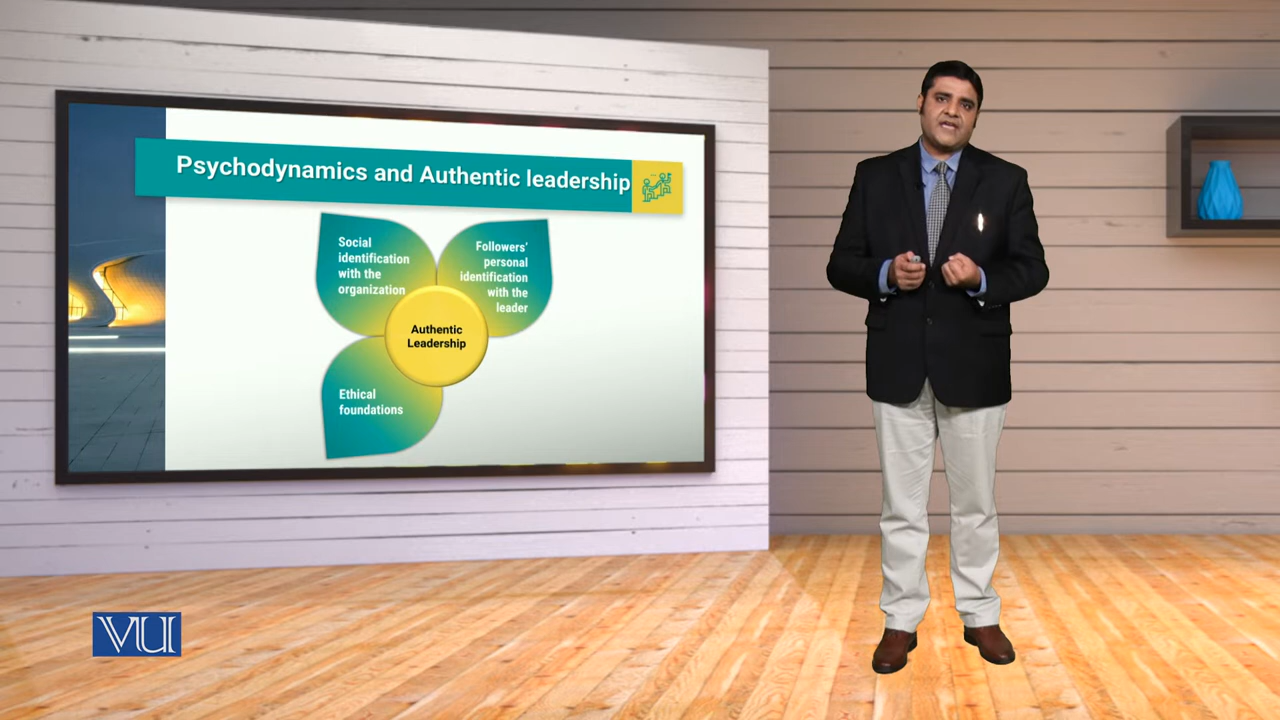 Psychodynamics and Authentic leadership
Social
identification
with the
organization
Followers'
personal
identification
with the
leader
Authentic
Leadership
Ethical
foundations
VU